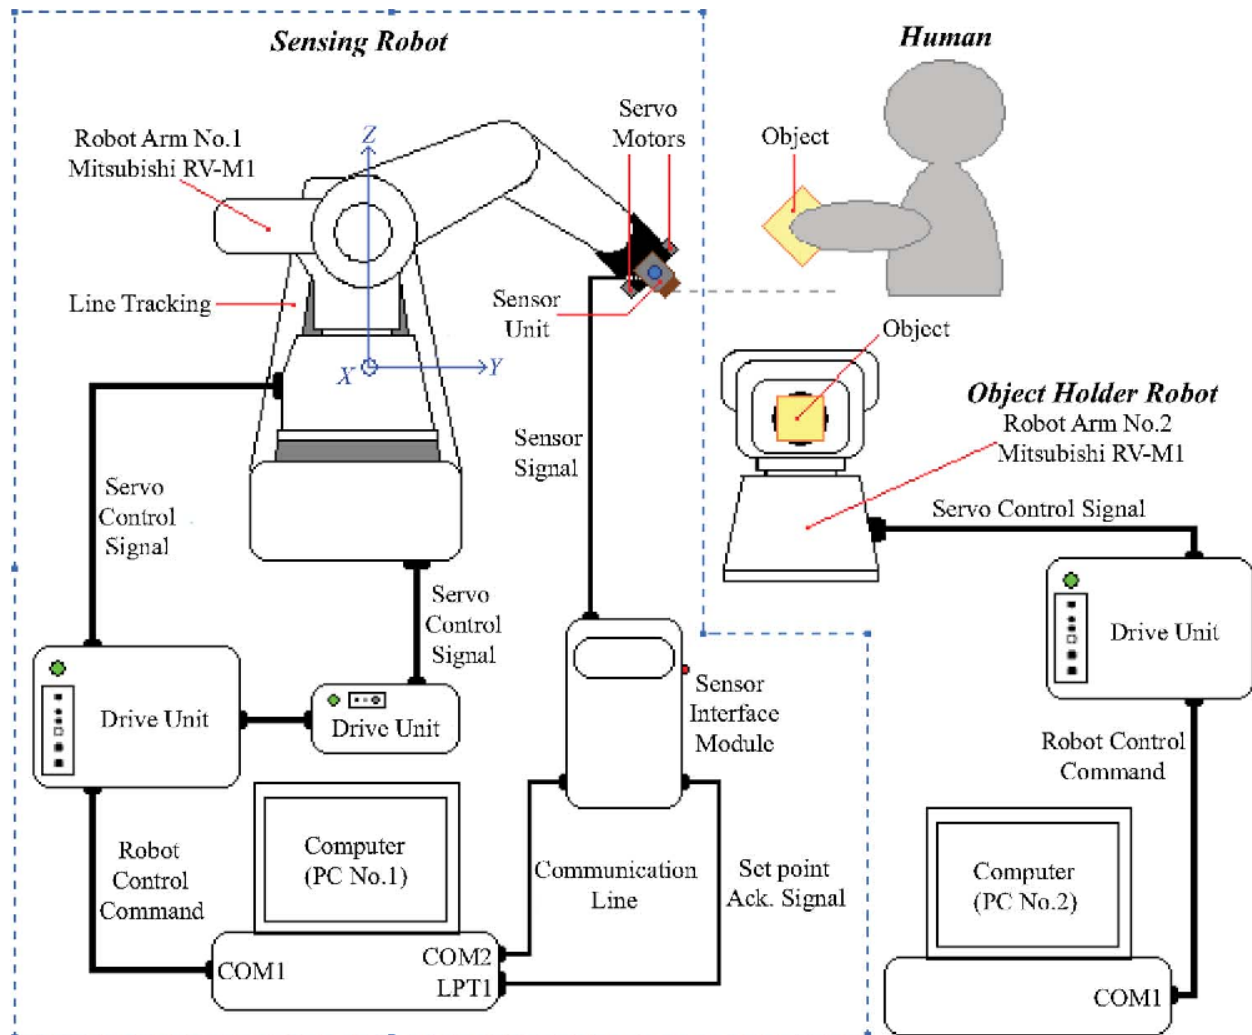 Sensing Robot
Human
Servo
Motors
Robot Arm No.1
Mitsubishi RV-M1
Z
Object
Line Tracking
Sensor
Unit
X
Y
Object
Object Holder Robot
Robot Arm No.2
Mitsubishi RV-M1
Sensor
Signal
Servo
Control
Signal
Servo Control Signal
Servo
Control
Signal
Drive Unit
Drive Unit
Drive Unit
Sensor
Interface
Module
Robot Control
Command
Computer
(PC No.1)
Robot
Control
Command
Communication
Line
Set point
Ack. Signal
Computer
(PC No.2)
COM1
COM2
LPT1
COM1